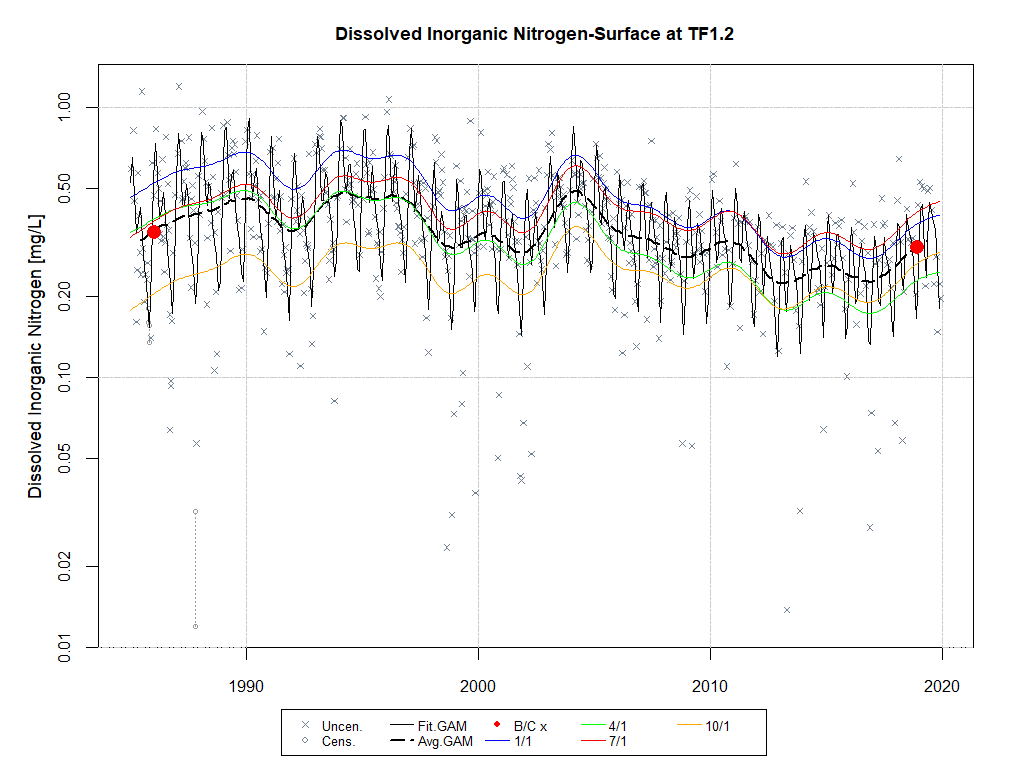 Dissolved Inorganic Nitrogen-Surface at TF1.2
Dissolved Inorganic Nitrogen [mg/L]
1.00
0.50
0.20
0.10
0.05
0.02
0.01
1990 2000 2010 2020
Uncen. Fit.GAM B/C x 4/1 10/1
Cens. Avg.GAM 1/1 7/1